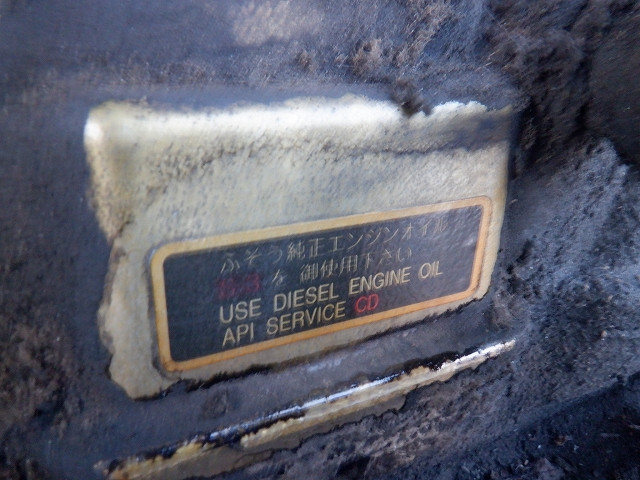 ふそう純正エンジンオイル
を 御使用下さい
USE DIESEL ENGINE OIL
API SERVICE CD